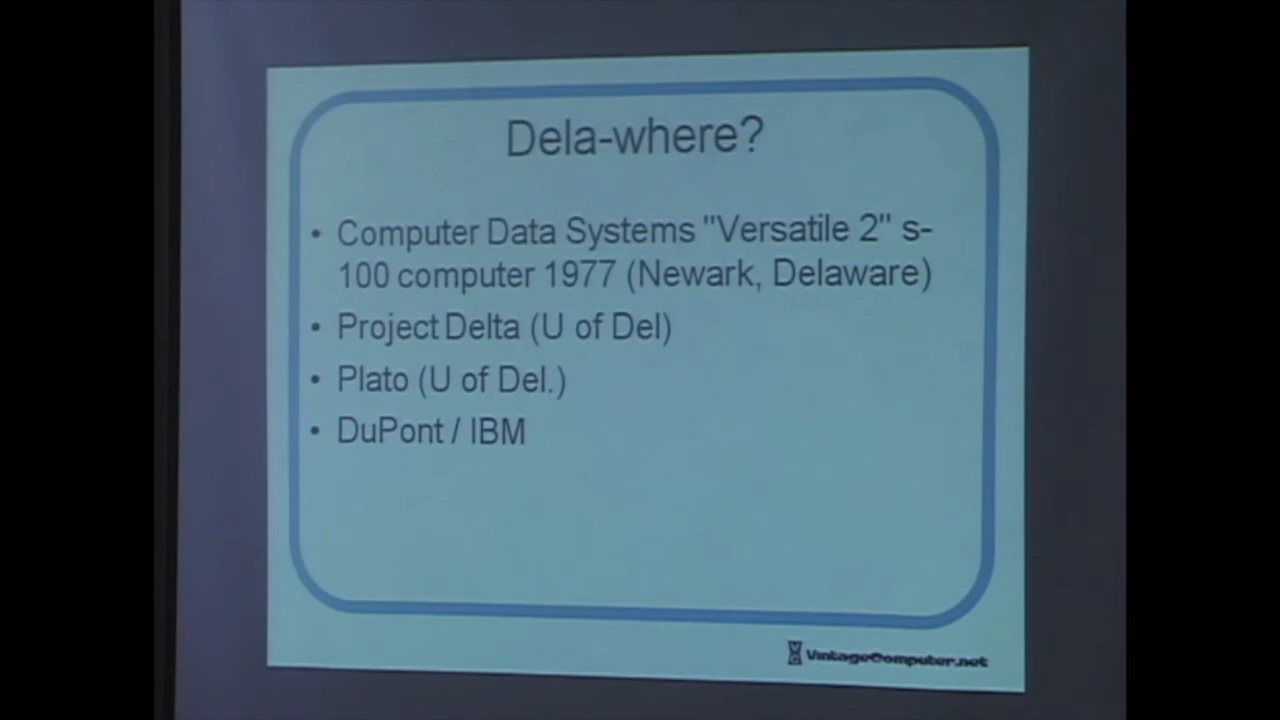 Dela-where?
• Computer Data Systems "Versatile 2" s-
100 computer 1977 (Newark, Delaware)
• Project Delta (U of Del)
• Plato (U of Del.)
• DuPont / IBM
VintageComputer.net